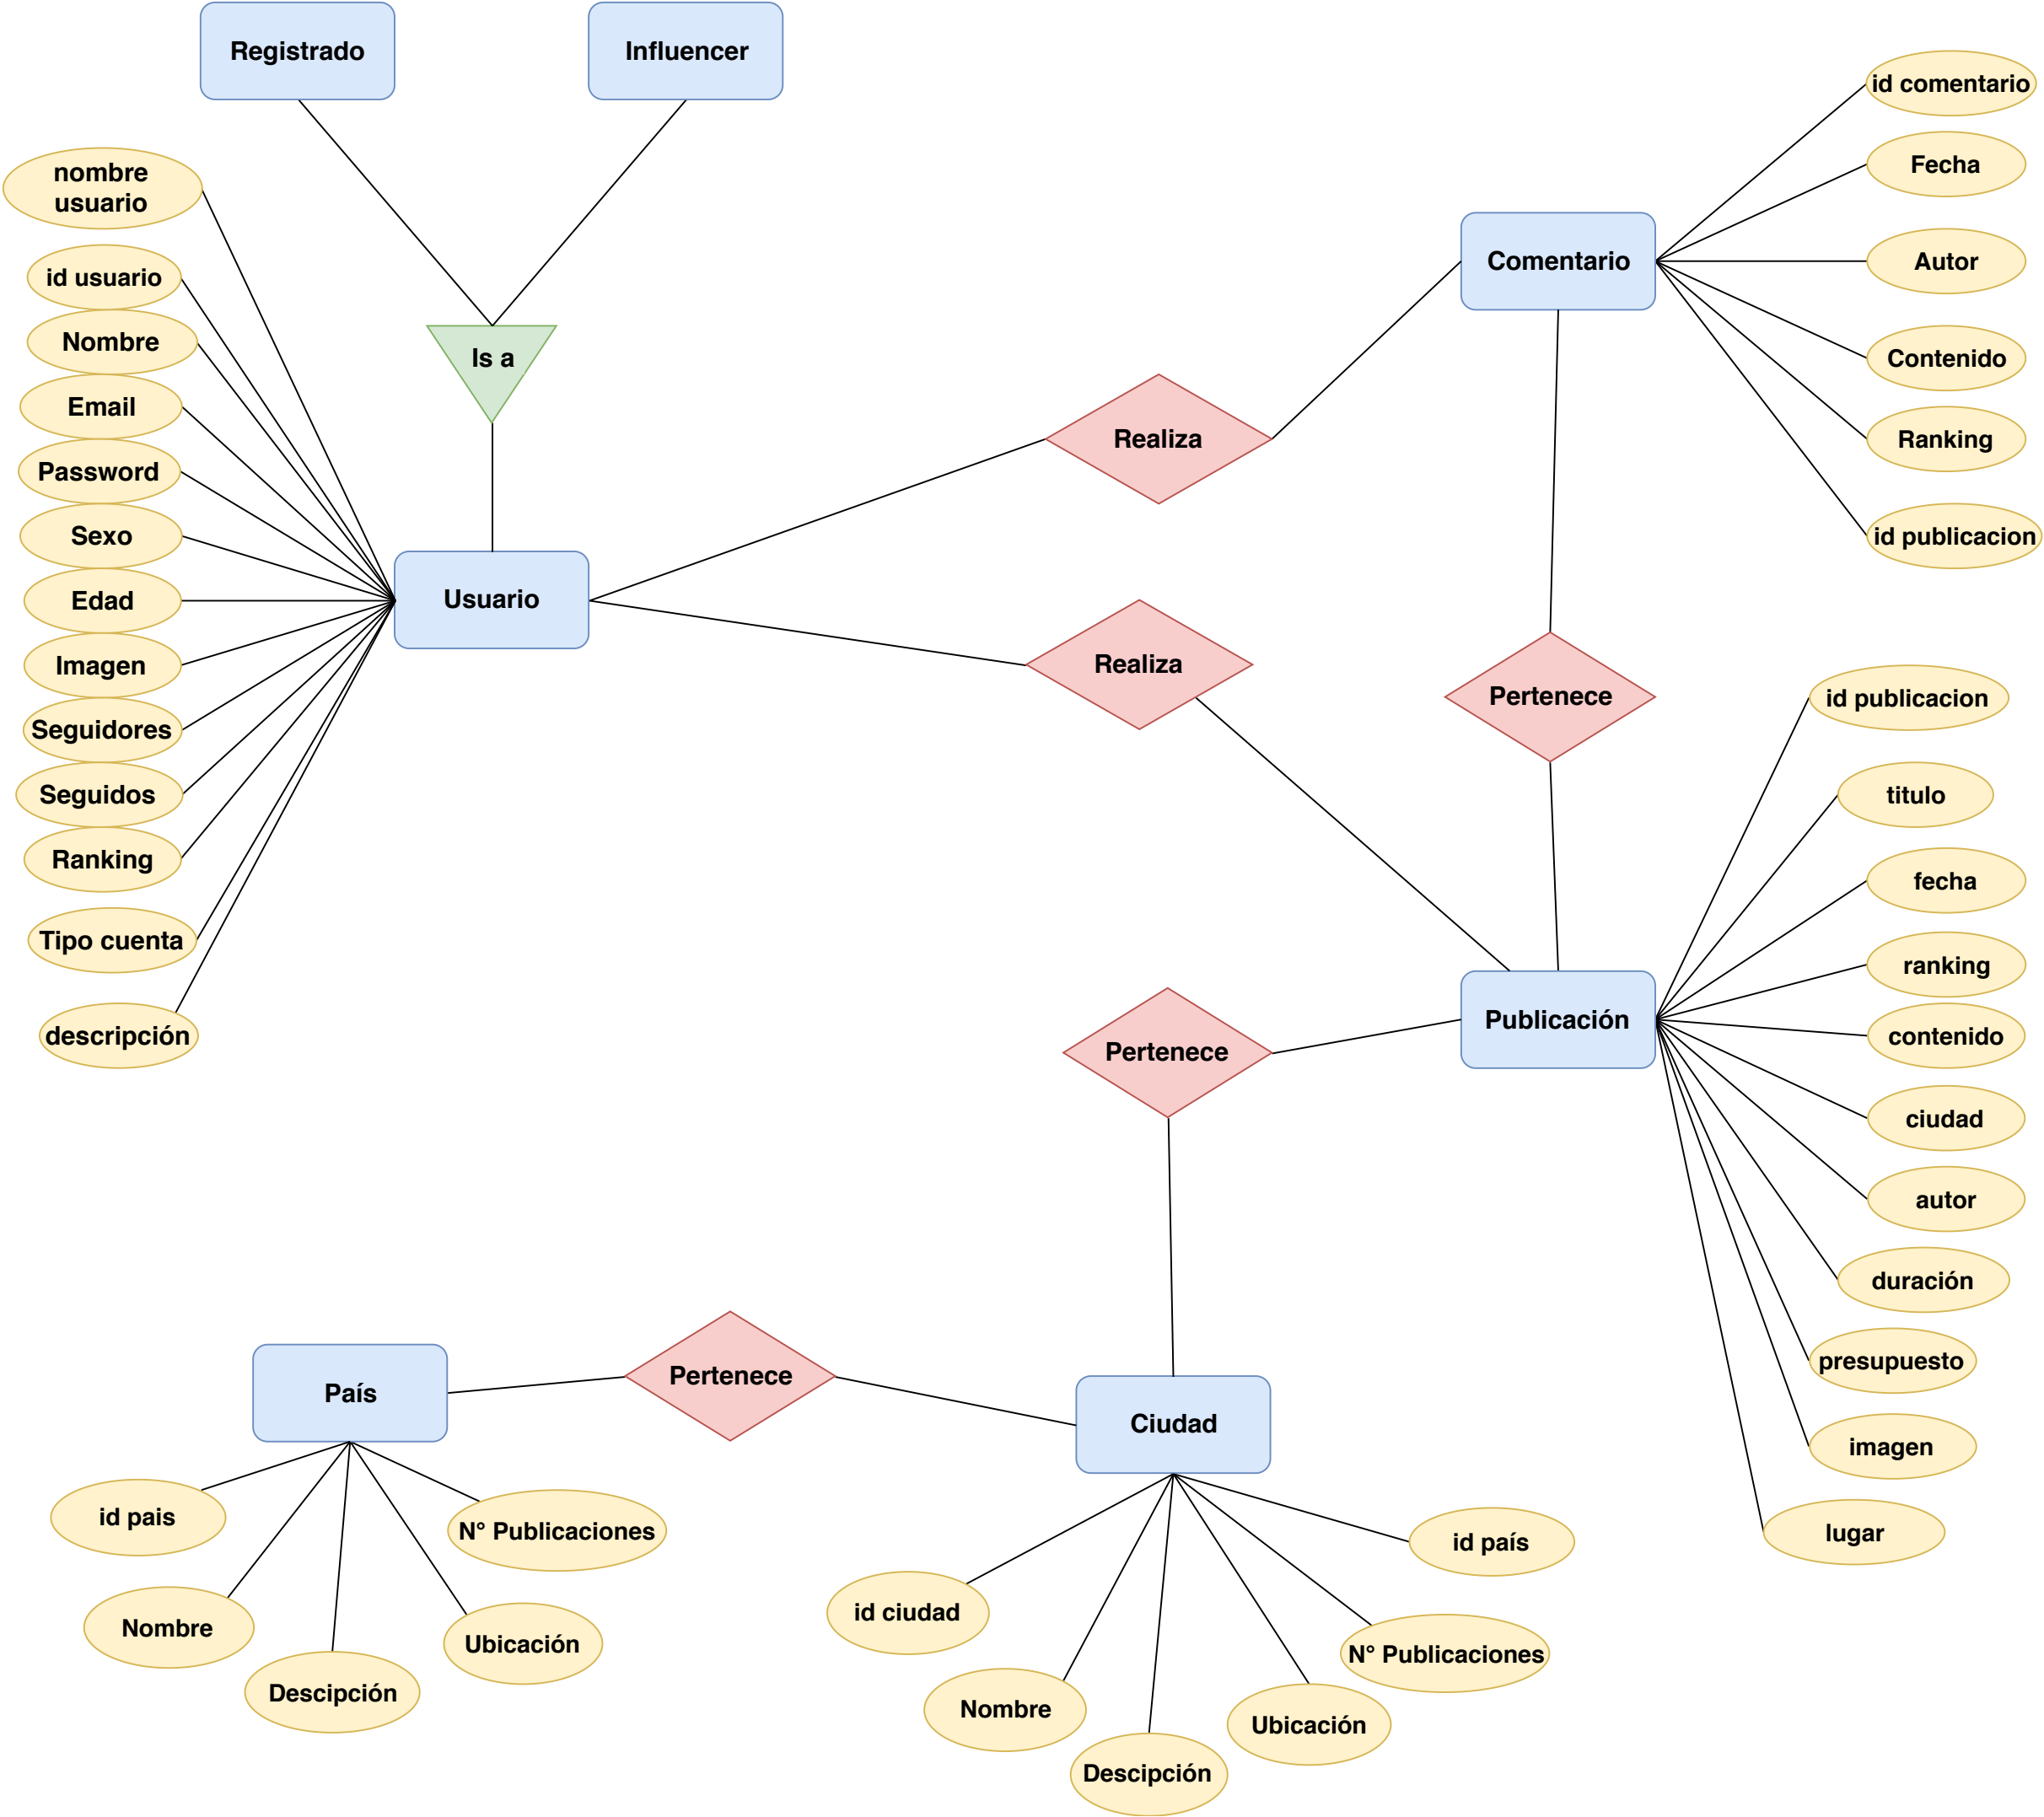 Registrado
Influencer
nombre
usuario
id usuario
Nombre
Email
Password
Sexo
Edad
Imagen
Seguidores
Seguidos
Ranking
Tipo cuenta
descripción
Is a
Usuario
Realiza
Realiza
Comentario
id comentario
Fecha
Autor
Contenido
Ranking
id publicacion
Pertenece
Publicación
id publicacion
titulo
fecha
ranking
contenido
ciudad
autor
duración
presupuesto
imagen
lugar
Pertenece
País
Pertenece
Ciudad
id pais
Nombre
Descipción
Ubicación
N° Publicaciones
id ciudad
Nombre
Descipción
Ubicación
N° Publicaciones
id país